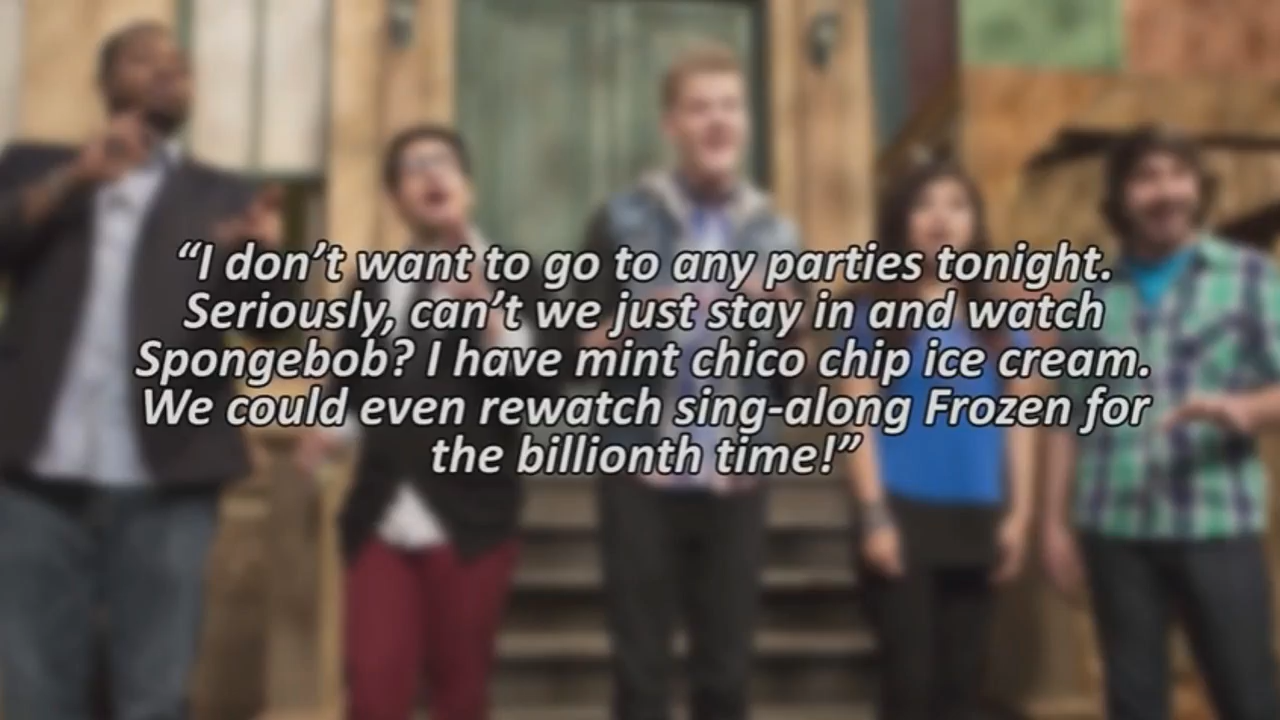 “I don’t want to go to any parties tonight.
Seriously, can’t we just stay in and watch
Spongebob? I have mint chico chip ice cream.
We could even rewatch sing-along Frozen for
the billionth time!”